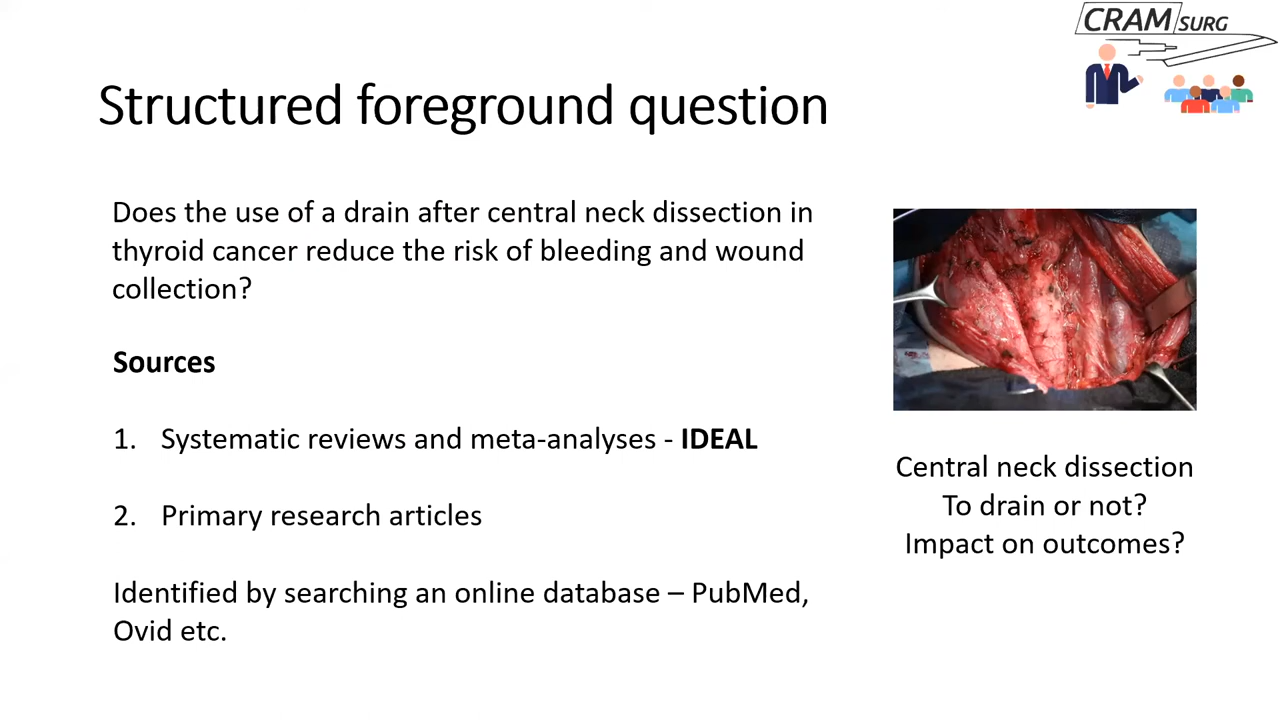 CRAM SURG
Structured foreground question
Does the use of a drain after central neck dissection in
thyroid cancer reduce the risk of bleeding and wound
collection?
Sources
1. Systematic reviews and meta-analyses - IDEAL
2. Primary research articles
Identified by searching an online database – PubMed,
Ovid etc.
Central neck dissection
To drain or not?
Impact on outcomes?